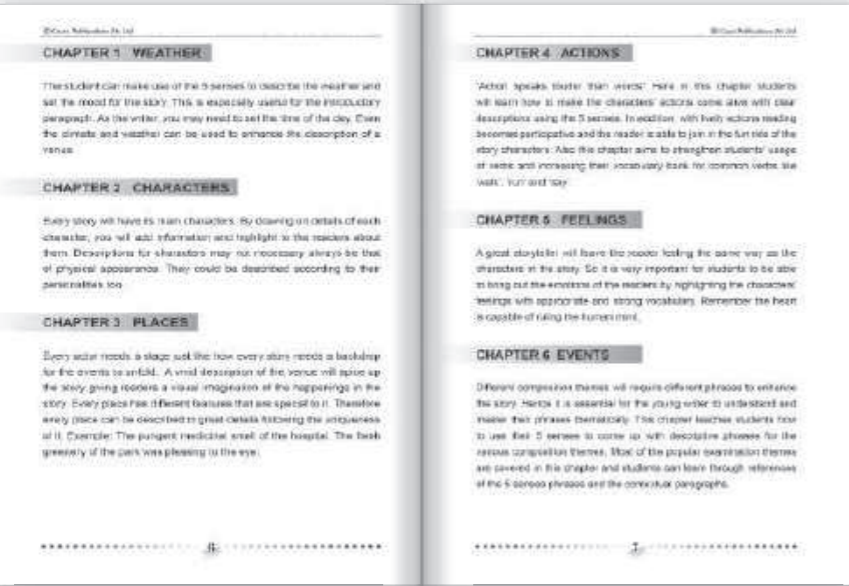 CHAPTER 1 WEATHER
The student can make use of the 5 senses to describe the weather and
set the mood for the story. This is especially useful for the introductory
paragraph. As the writer, you may need to set the time of the day. Even
the climate and weather can be used to enhance the description of a
venue.
CHAPTER 2 CHARACTERS
Every story will have its main characters. By drawing on details of each
character, you will add information and highlight to the readers about
them. Descriptions for characters may not necessary always be that
of physical appearance. They could be described according to their
personalities too.
CHAPTER 3 PLACES
Every actor needs a stage just like how every story needs a backdrop
for the events to unfold. A vivid description of the venue will spice up
the story giving readers a visual imagination of the happenings in the
story. Every place has different features that are special to it. Therefore
every place can be described in great details following the uniqueness
of it. Example: The pungent medicinal smell of the hospital. The fresh
greenery of the park was pleasing to the eye.
6
CHAPTER 4 ACTIONS
"Action speaks louder than words" Here in this chapter students
will learn how to make the characters' actions come alive with clear
descriptions using the 5 senses. In addition, with lively actions reading
becomes participative and the reader is able to join in the fun ride of the
story characters. Also this chapter aims to strengthen students' usage
of verbs and increasing their vocabulary bank for common verbs like
'walk', 'run' and 'say'.
CHAPTER 5 FEELINGS
A great storyteller will leave the reader feeling the same way as the
characters in the story. So it is very important for students to be able
to bring out the emotions of the readers by highlighting the characters'
feelings with appropriate and strong vocabulary. Remember the heart
is capable of ruling the human mind.
CHAPTER 6 EVENTS
Different composition themes will require different phrases to enhance
the story. Hence it is essential for the young writer to understand and
master their phrases thematically. This chapter teaches students how
to use their 5 senses to come up with descriptive phrases for the
various composition themes. Most of the popular examination themes
are covered in this chapter and students can learn through references
of the 5 senses phrases and the contextual paragraphs.
7